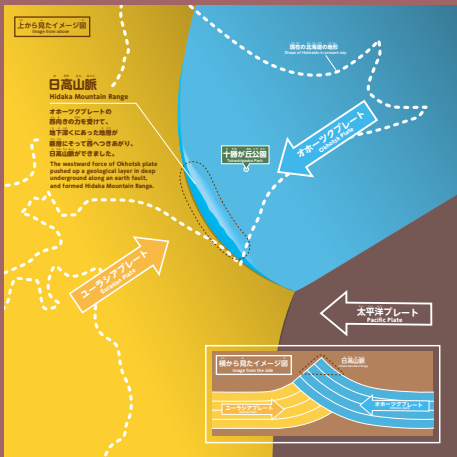 上から見たイメージ図
Image from above
現在の北海道の地形
Shape of Hokkaido in present day
日高山脈
Hidaka Mountain Range
オホーツクプレートの
西向きの力を受けて、
地下深くにあった地層が
断層にそって西へつきあがり、
日高山脈ができました。
The westward force of Okhotsk plate
pushed up a geological layer in deep
underground along an earth fault,
and formed Hidaka Mountain Range.
オホーツクプレート
Okhotsk Plate
十勝が丘公園
Tokachigaoka Park
ユーラシアプレート
Eurasian Plate
太平洋プレート
Pacific Plate
横から見たイメージ図
Image from the side
日高山脈
Hidaka Mountain Range
ユーラシアプレート
オホーツクプレート